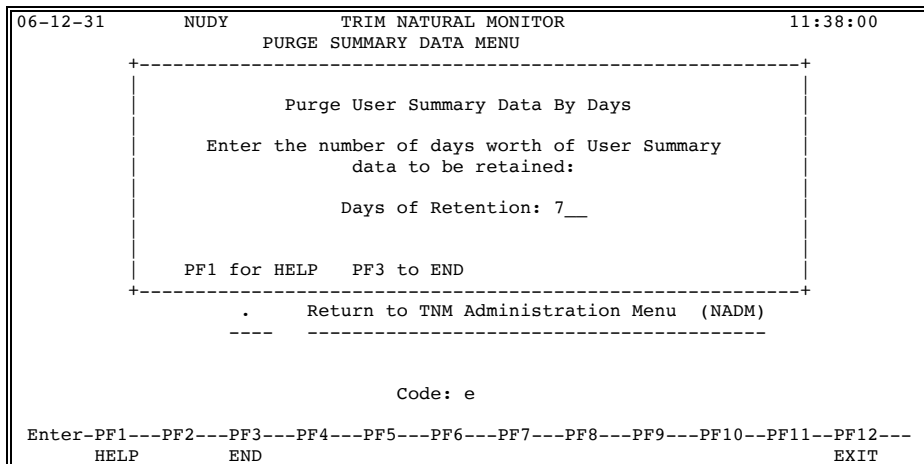 06-12-31        NUDY            TRIM NATURAL MONITOR                    11:38:00
PURGE SUMMARY DATA MENU
+-----------------------------------------------------------+
Purge User Summary Data By Days
Enter the number of days worth of User Summary
data to be retained:
Days of Retention: 7__
PF1 for HELP   PF3 to END
+-----------------------------------------------------------+
.     Return to TNM Administration Menu  (NADM)
----   ----------------------------------------
Code: e
Enter-PF1---PF2---PF3---PF4---PF5---PF6---PF7---PF8---PF9---PF10--PF11--PF12---
HELP        END                                                     EXIT